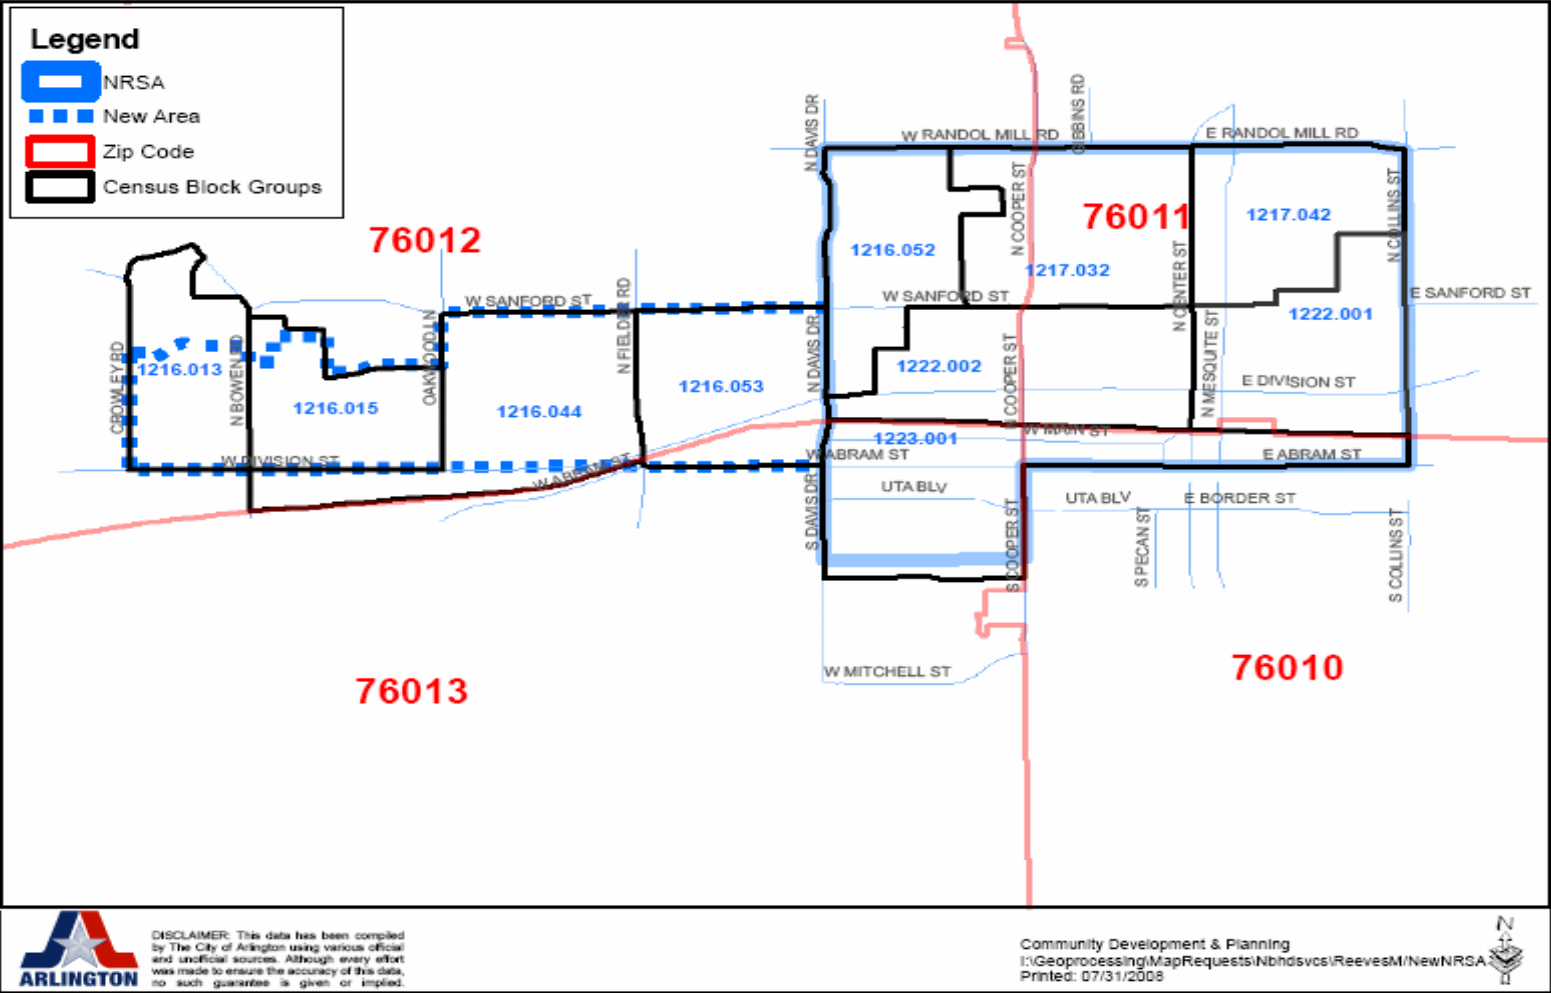 Legend
NRSA
New Area
Zip Code
Census Block Groups
N DAVIS DR
W RANDOL MILL RD
GIBBINS RD
E RANDOL MILL RD
N COLLINS ST
N COOPER ST
76011
1217.042
76012
1216.052
1217.032
N CENTER ST
W SANFORD ST
N FIELDER RD
W SANFORD ST
E SANFORD ST
1222.001
OAKWOOD LN
N DAVIS DR
N MESQUITE ST
CROWLEY RD
1216.013
N BOWEN RD
1216.053
1222.002
N COOPER ST
E DIVISION ST
1216.015
1216.044
1223.001
W MAIN ST
W DIVISION ST
W ABRAM ST
W ABRAM ST
E ABRAM ST
S DAVIS DR
UTA BLV
S COOPER ST
UTA BLV
E BORDER ST
S PECAN ST
S COLLINS ST
W MITCHELL ST
76013
76010
ARLINGTON
DISCLAIMER: This data has been compiled
by The City of Arlington using various official
and unofficial sources. Although every effort
was made to ensure the accuracy of this data,
no such guarantee is given or implied.
Community Development & Planning
I:\Geoprocessing\MapRequests\Nbhdsvcs\ReevesM/NewNRSA
Printed: 07/31/2008
N